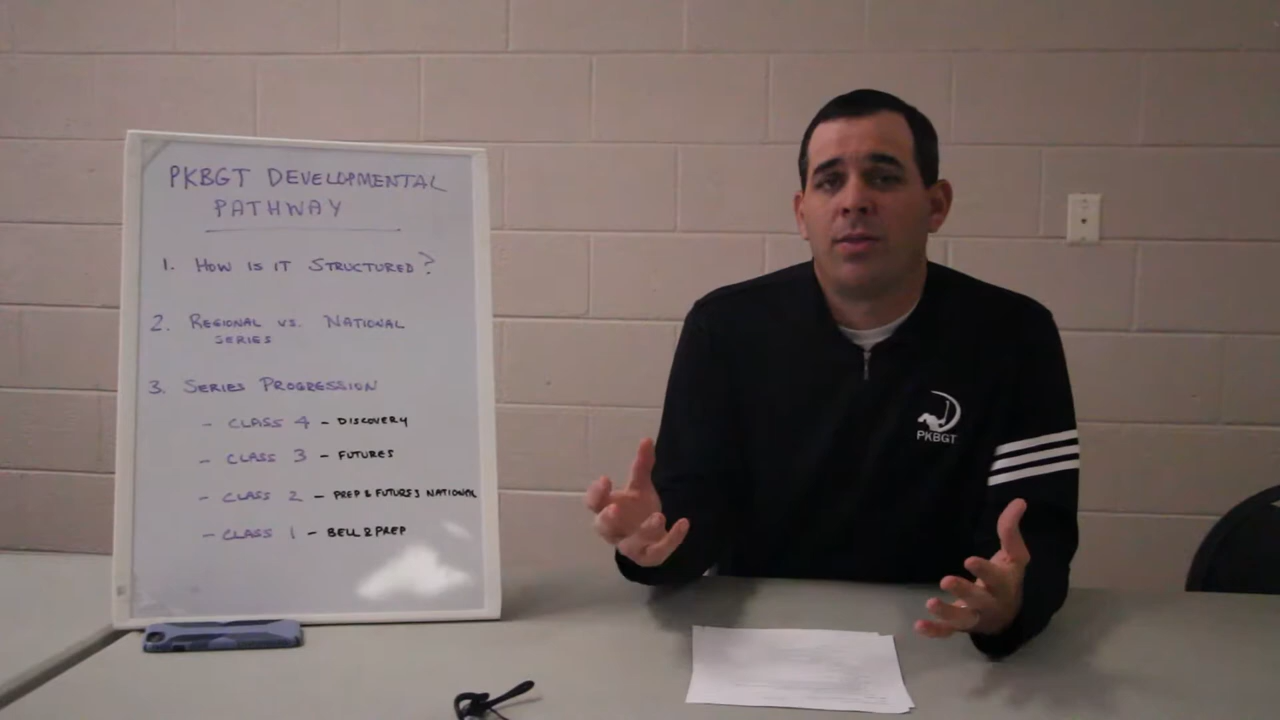 PKBGT DEVELOPMENTAL
PATHWAY
1. HOW IS IT STRUCTURED?
2. REGIONAL VS. NATIONAL
SERIES
3. SERIES PROGRESSION
- CLASS 4 - DISCOVERY
- CLASS 3 - FUTURES
- CLASS 2 - PREP & FUTURES NATIONAL
- CLASS 1 - BELL & PREP
PKBGT